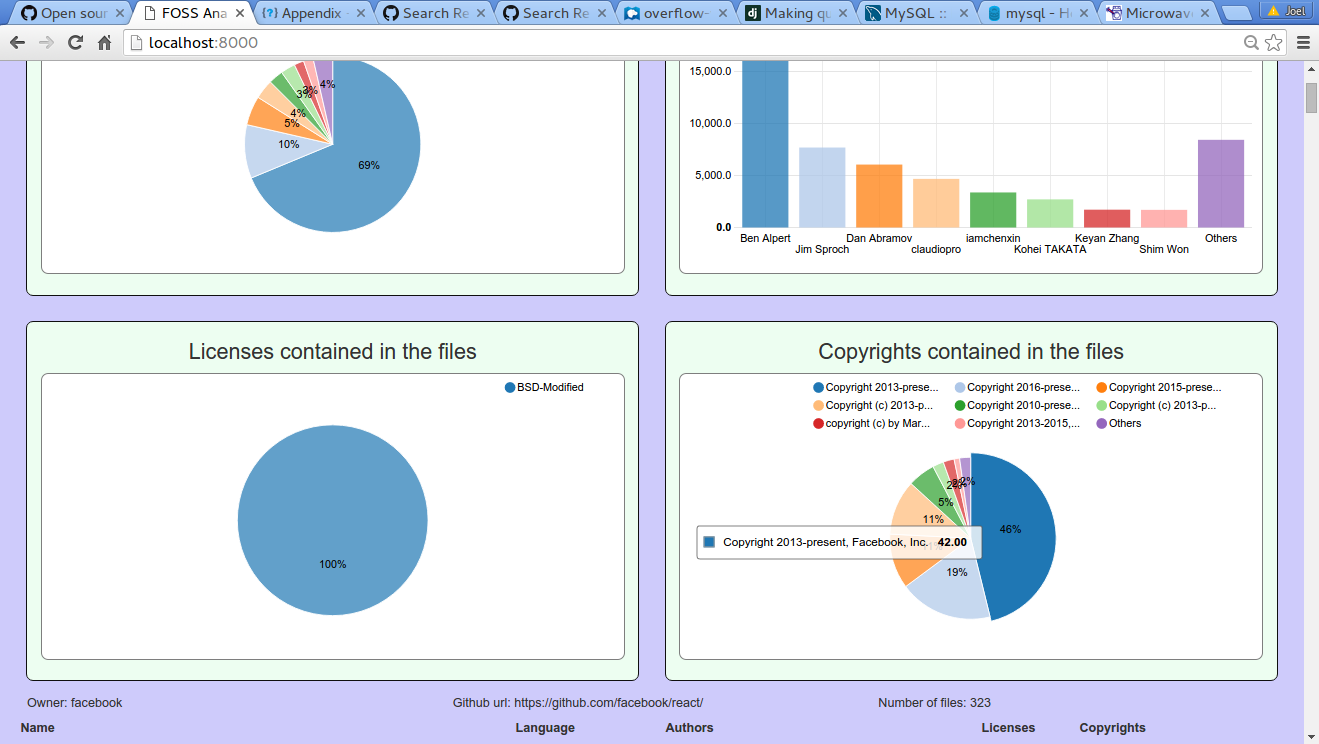 Open sour
FOSS Ana
Appendix
Search Re
Search Re
overflow-
Making qu
MySQL ::
mysql - H
Microwav
Joel
localhost:8000
4%
3%
3%
4%
5%
10%
69%
15,000.0
10,000.0
5,000.0
0.0
Ben Alpert
Jim Sproch
Dan Abramov
claudiopro
iamchenxin
Kohei TAKATA
Keyan Zhang
Shim Won
Others
Licenses contained in the files
BSD-Modified
100%
Copyrights contained in the files
Copyright 2013-prese... Copyright 2016-prese... Copyright 2015-prese...
Copyright (c) 2013-p... Copyright 2010-prese... Copyright (c) 2013-p...
copyright (c) by Mar... Copyright 2013-2015,... Others
2%
2%
2%
5%
11%
46%
Copyright 2013-present, Facebook, Inc. 42.00
11%
19%
Owner: facebook Github url: https://github.com/facebook/react/ Number of files: 323
Name Language Authors Licenses Copyrights